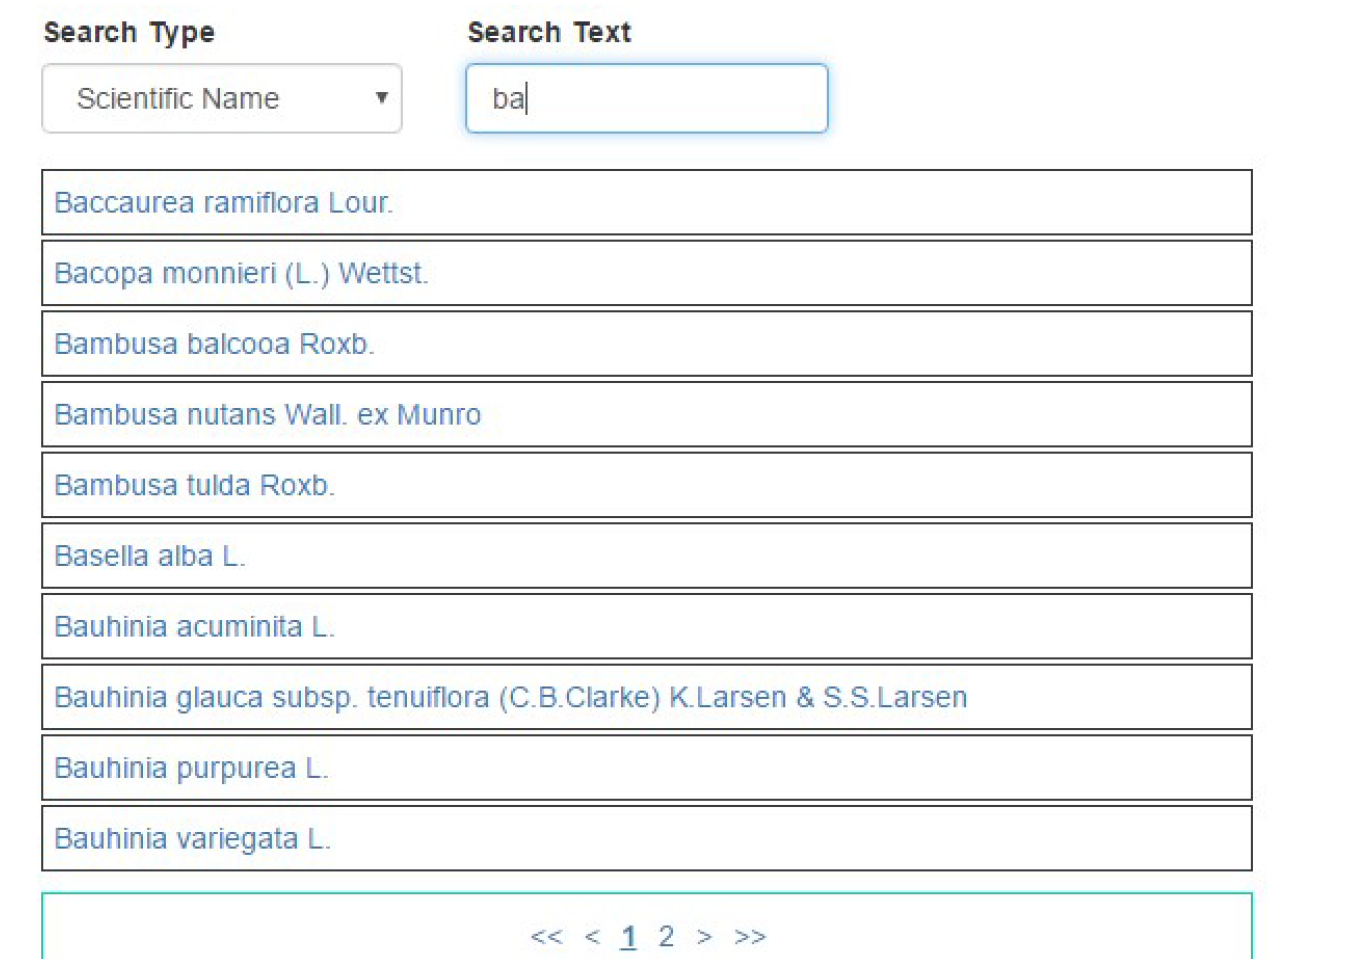 Search Type Search Text
Scientific Name ▼ ba
Baccaurea ramiflora Lour.
Bacopa monnieri (L.) Wettst.
Bambusa balcooa Roxb.
Bambusa nutans Wall. ex Munro
Bambusa tulda Roxb.
Basella alba L.
Bauhinia acuminita L.
Bauhinia glauca subsp. tenuiflora (C.B.Clarke) K.Larsen & S.S.Larsen
Bauhinia purpurea L.
Bauhinia variegata L.
<< < 1 2 > >>